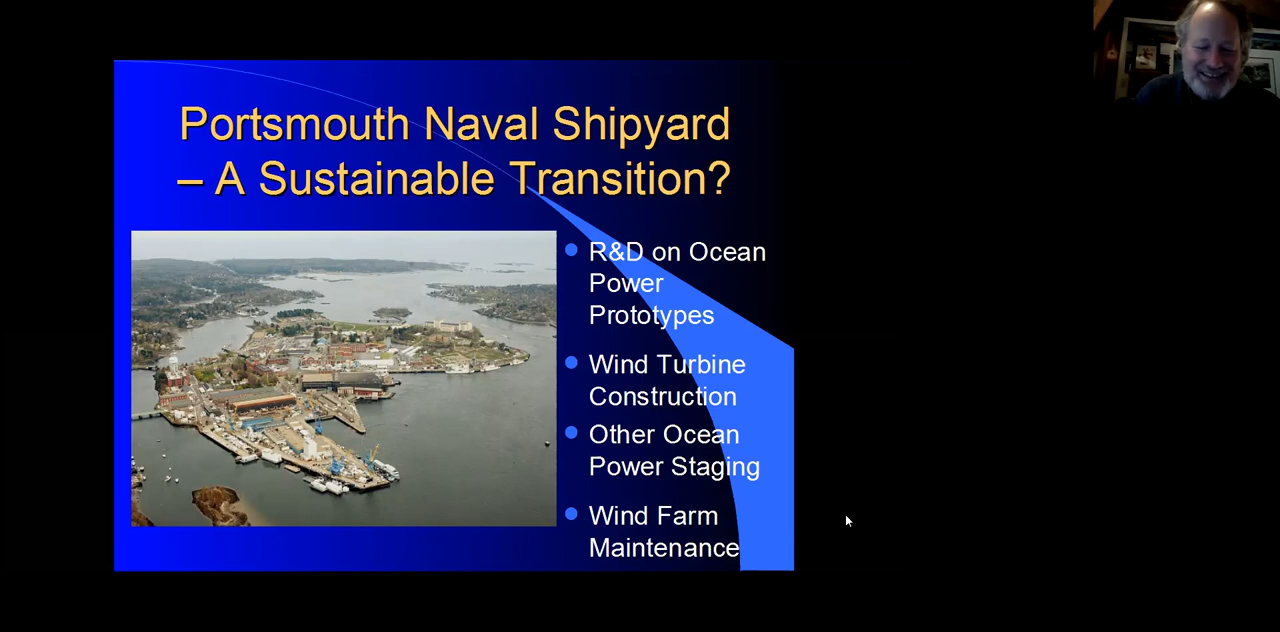 Portsmouth Naval Shipyard
– A Sustainable Transition?
R&D on Ocean
Power
Prototypes
Wind Turbine
Construction
Other Ocean
Power Staging
Wind Farm
Maintenance